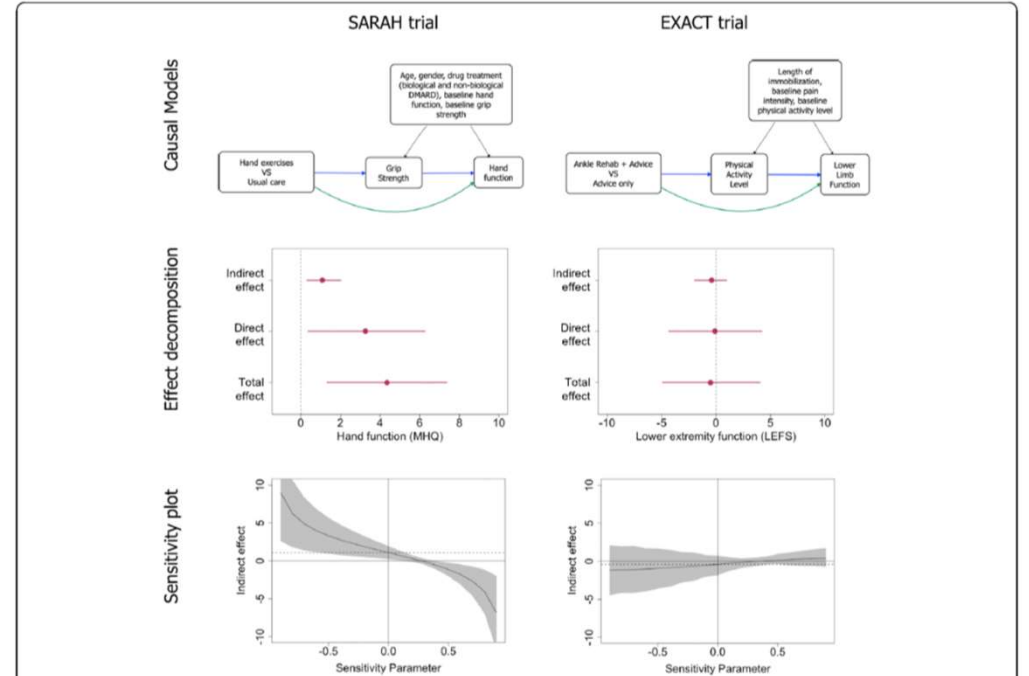 SARAH trial
EXACT trial
Causal Models
Age, gender, drug treatment
(biological and non-biological
DMARD), baseline hand
function, baseline grip
strength
Hand exercises
VS
Usual care
Grip
Strength
Hand
function
Length of
immobilization,
baseline pain
intensity, baseline
physical activity level
Ankle Rehab + Advice
VS
Advice only
Physical
Activity
Level
Lower
Limb
Function
Effect decomposition
Indirect
effect
Direct
effect
Total
effect
0 2 4 6 8 10
Hand function (MHQ)
Indirect
effect
Direct
effect
Total
effect
-10 -5 0 5 10
Lower extremity function (LEFS)
Sensitivity plot
Indirect effect
10
5
0
-5
-10
-0.5 0.0 0.5
Sensitivity Parameter
Indirect effect
10
5
0
-5
-10
-0.5 0.0 0.5
Sensitivity Parameter